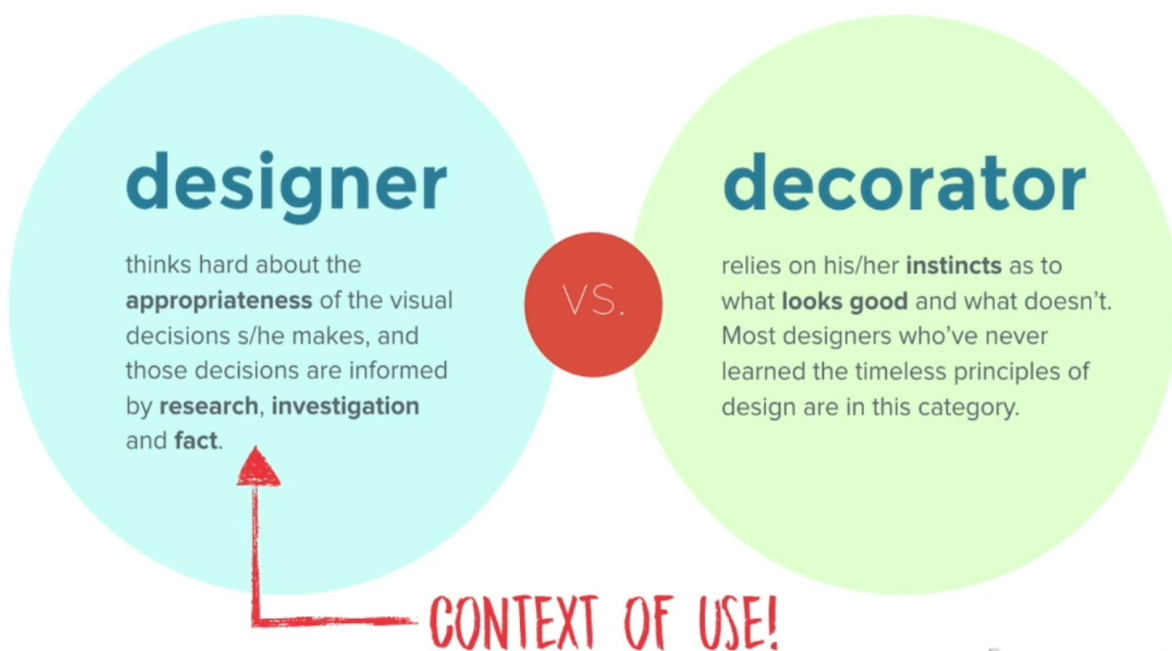 designer
thinks hard about the
appropriateness of the visual
decisions s/he makes, and
those decisions are informed
by research, investigation
and fact.
VS.
decorator
relies on his/her instincts as to
what looks good and what doesn't.
Most designers who've never
learned the timeless principles of
design are in this category.
CONTEXT OF USE!